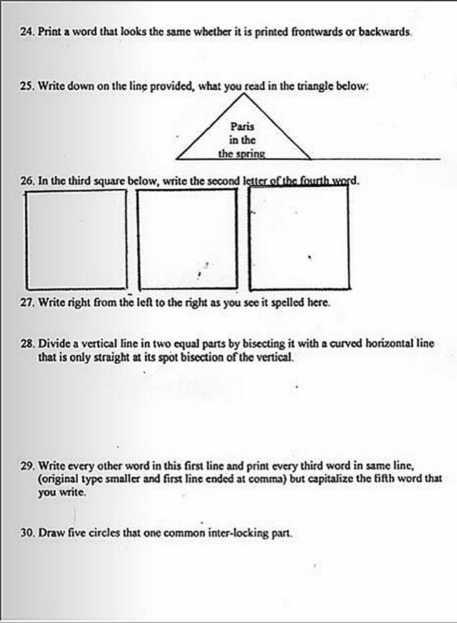 24. Print a word that looks the same whether it is printed frontwards or backwards.
25. Write down on the line provided, what you read in the triangle below:
Paris
in the
the spring
26. In the third square below, write the second letter of the fourth word.
27. Write right from the left to the right as you see it spelled here.
28. Divide a vertical line in two equal parts by bisecting it with a curved horizontal line
that is only straight at its spot bisection of the vertical.
29. Write every other word in this first line and print every third word in same line,
(original type smaller and first line ended at comma) but capitalize the fifth word that
you write.
30. Draw five circles that one common inter-locking part.